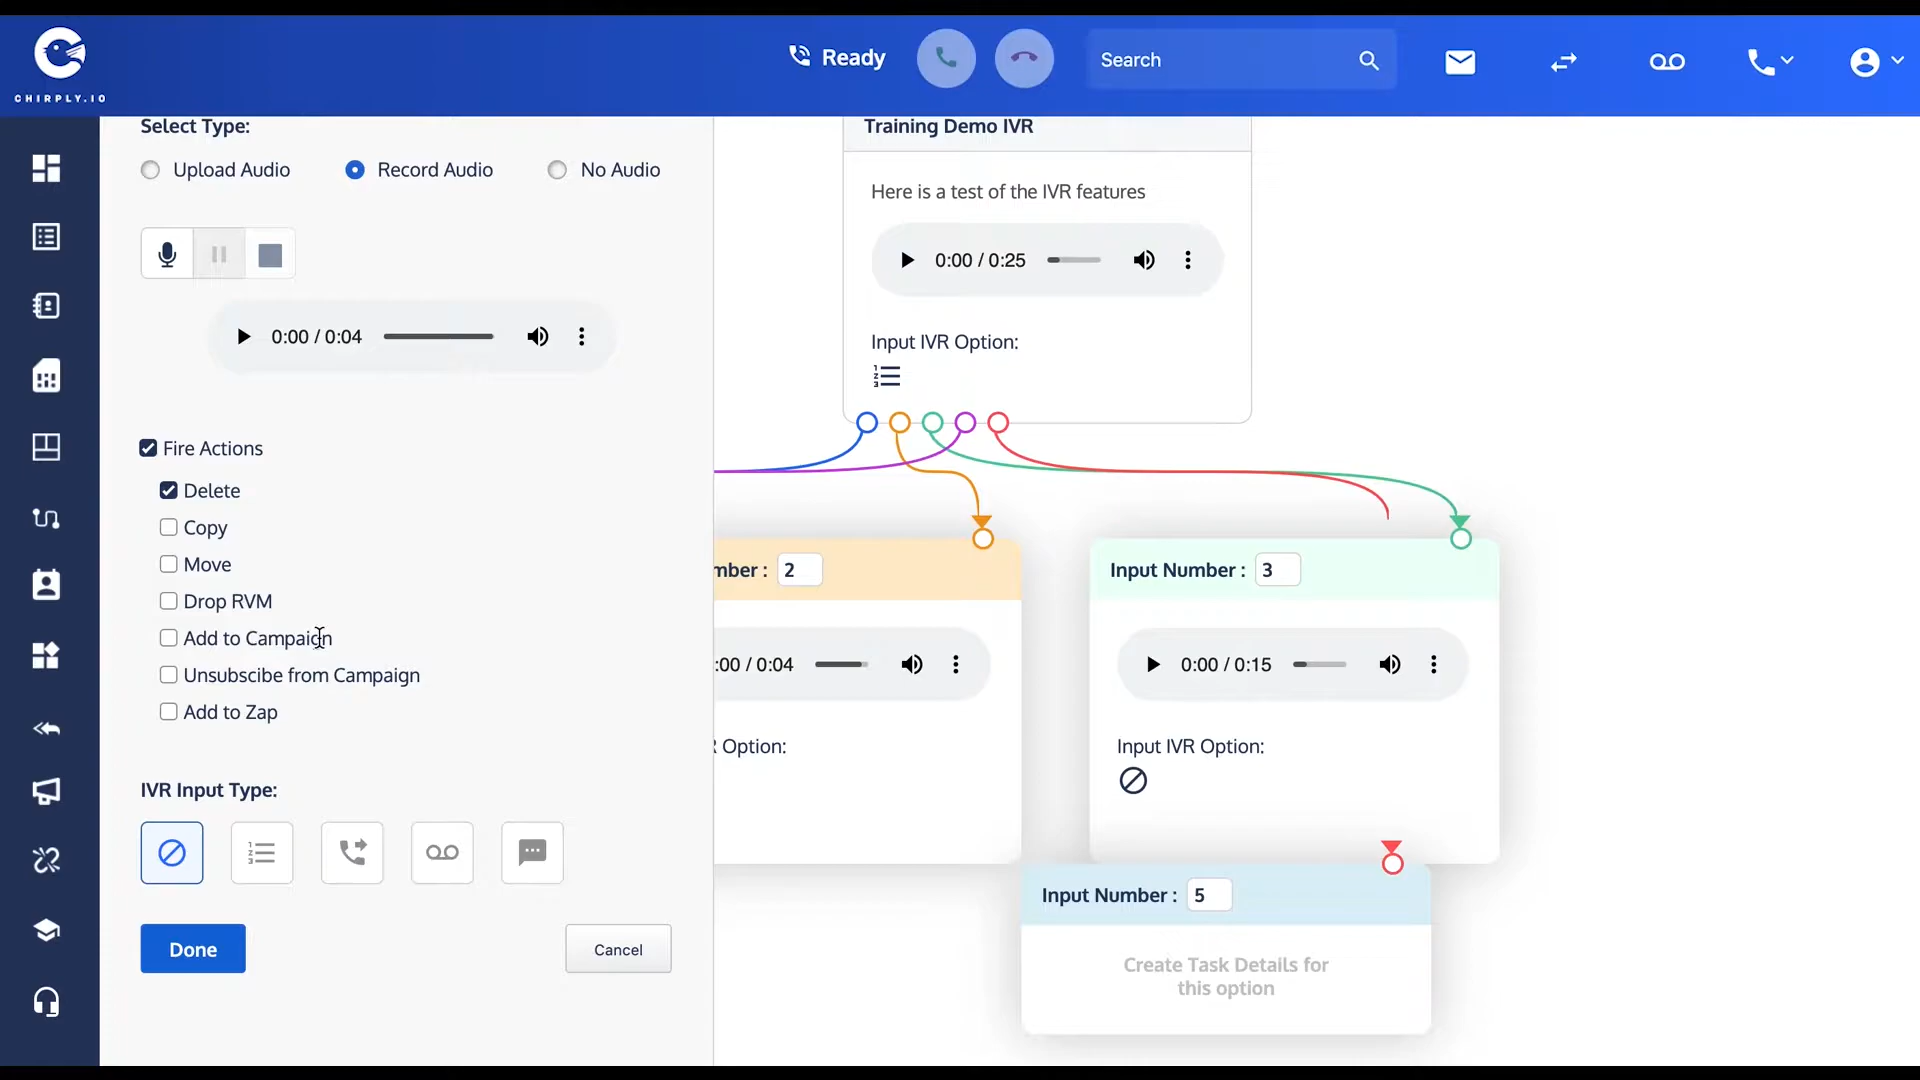 CHIRPLY.IO
Ready
Search
Select Type:
Upload Audio
Record Audio
No Audio
0:00 / 0:04
Fire Actions
Delete
Copy
Move
Drop RVM
Add to Campaign
Unsubscibe from Campaign
Add to Zap
IVR Input Type:
Done
Cancel
Training Demo IVR
Here is a test of the IVR features
0:00 / 0:25
Input IVR Option:
mber : 2
:00 / 0:04
Option:
Input Number : 3
0:00 / 0:15
Input IVR Option:
Input Number : 5
Create Task Details for
this option